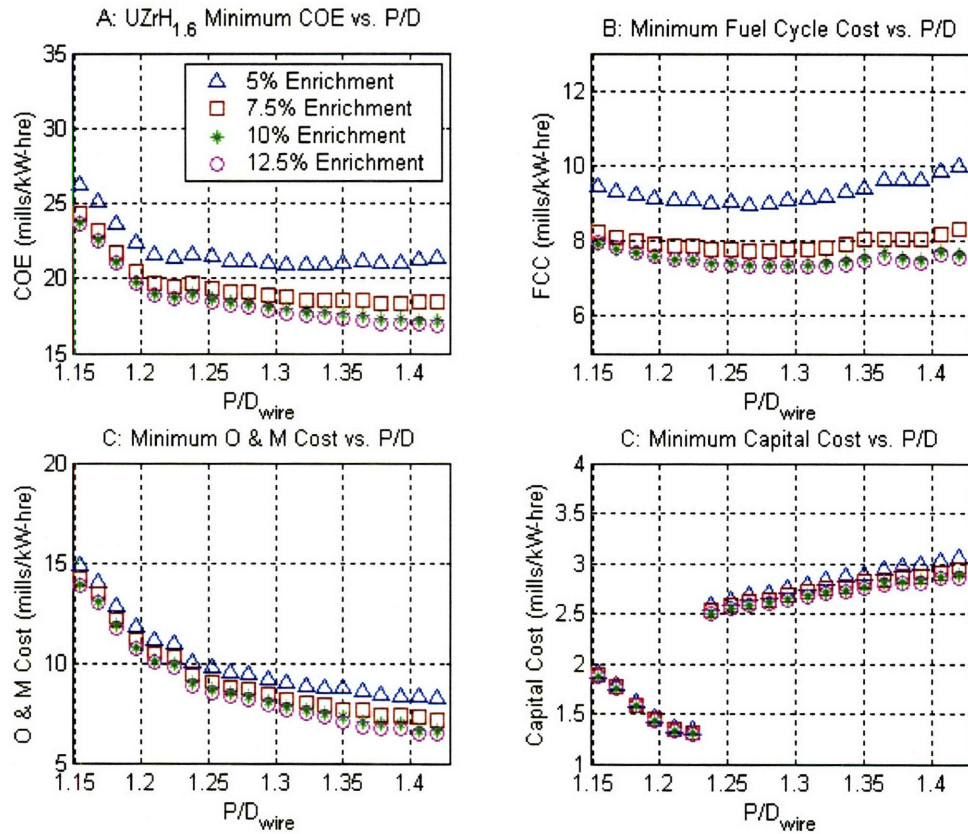 A: UZrH1.6 Minimum COE vs. P/D
35
30
25
20
15
COE (mills/kW-hre)
5% Enrichment
7.5% Enrichment
10% Enrichment
12.5% Enrichment
1.15 1.2 1.25 1.3 1.35 1.4
P/Dwire
B: Minimum Fuel Cycle Cost vs. P/D
12
10
8
6
FCC (mills/kW-hre)
1.15 1.2 1.25 1.3 1.35 1.4
P/Dwire
C: Minimum O & M Cost vs. P/D
20
15
10
5
O & M Cost (mills/kW-hre)
1.15 1.2 1.25 1.3 1.35 1.4
P/Dwire
C: Minimum Capital Cost vs. P/D
4
3.5
3
2.5
2
1.5
1
Capital Cost (mills/kW-hre)
1.15 1.2 1.25 1.3 1.35 1.4
P/Dwire